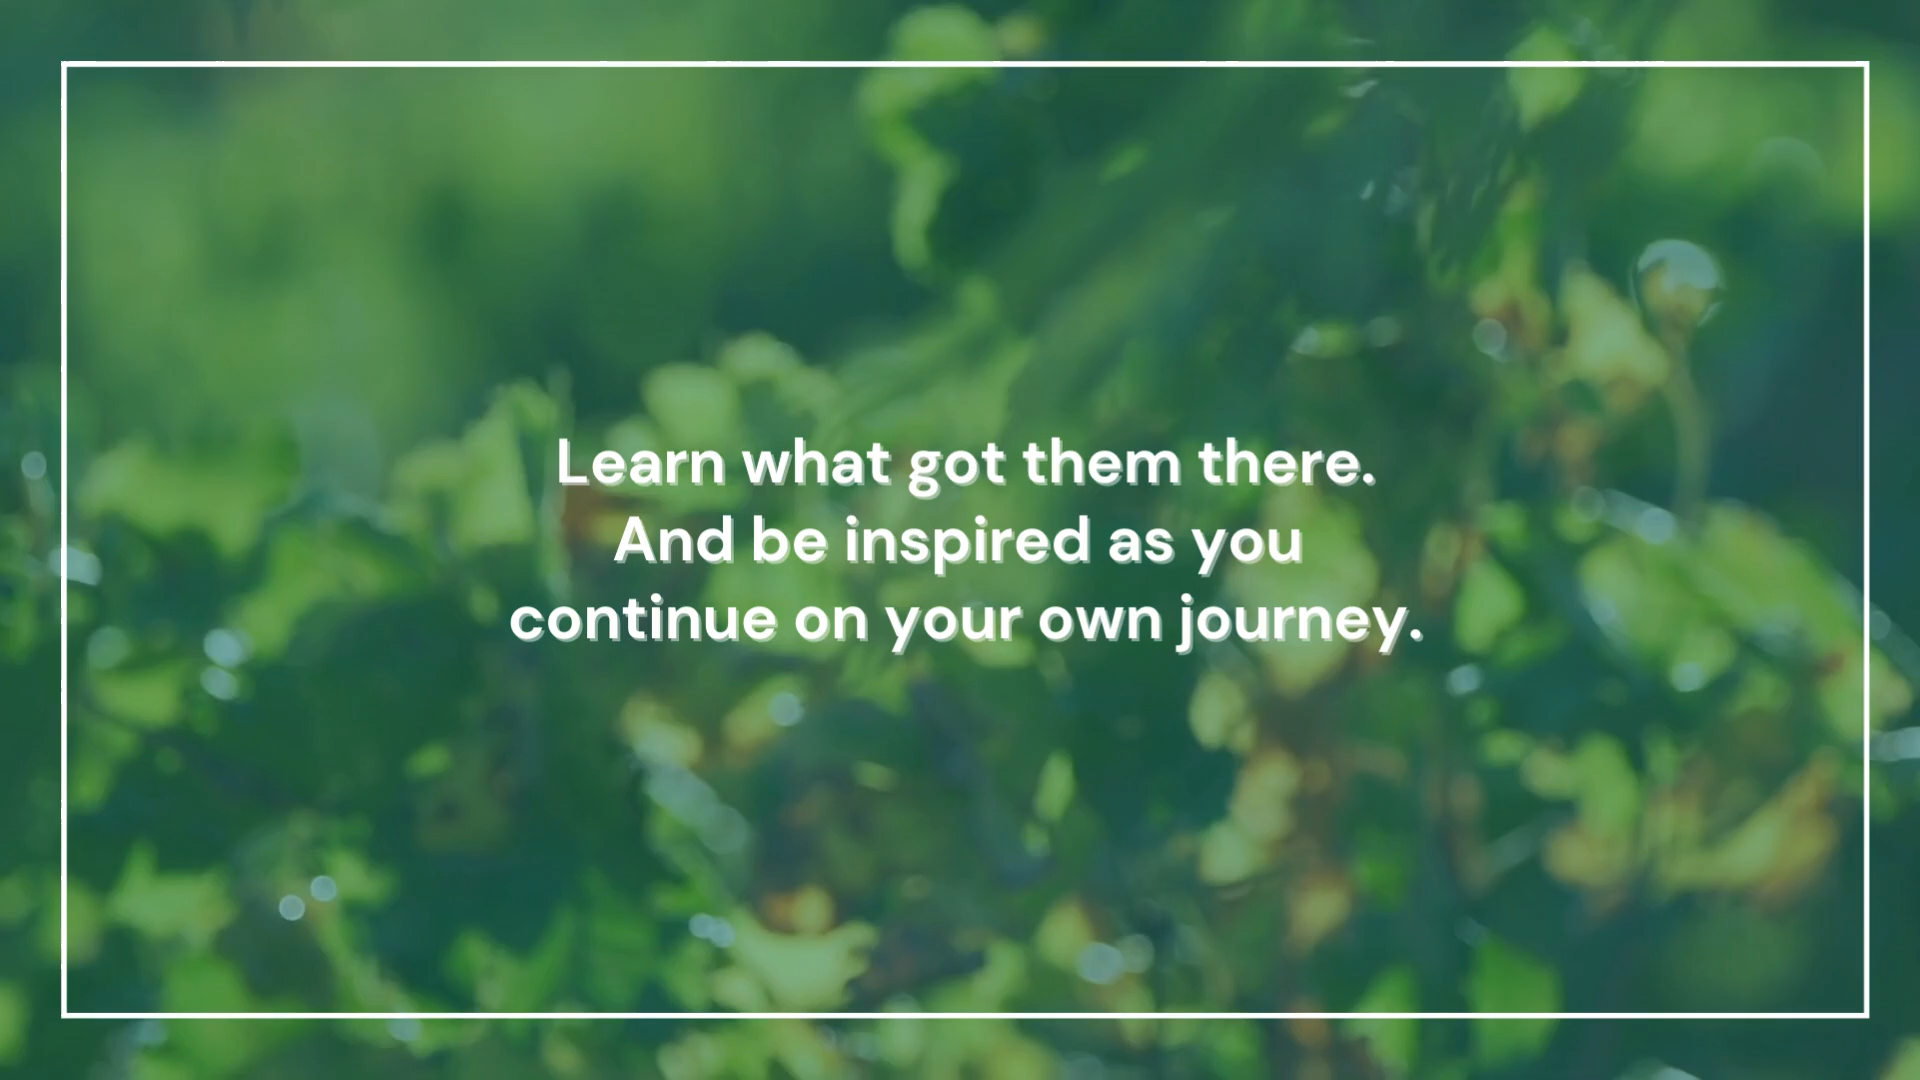 Learn what got them there.
And be inspired as you
continue on your own journey.